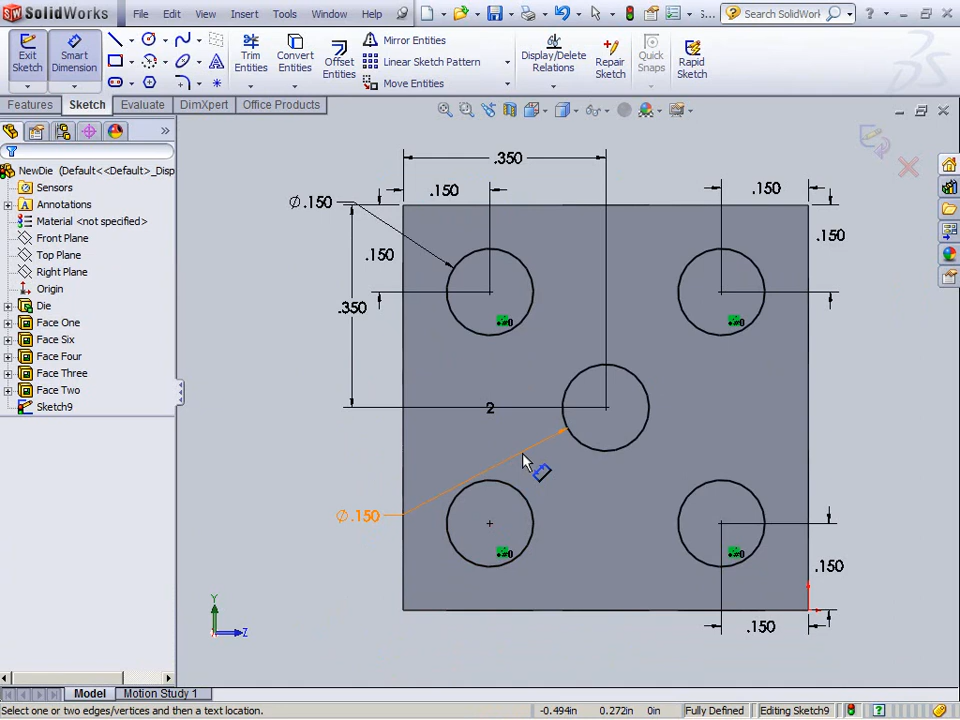 SolidWorks File Edit View Insert Tools Window Help S... Search SolidWorks
Exit Sketch
Smart Dimension
Trim Entities
Convert Entities
Offset Entities
Mirror Entities
Linear Sketch Pattern
Move Entities
Display/Delete Relations
Repair Sketch
Quick Snaps
Rapid Sketch
Features Sketch Evaluate DimXpert Office Products
NewDie (Default<<Default>_Disp
Sensors
Annotations
Material <not specified>
Front Plane
Top Plane
Right Plane
Origin
Die
Face One
Face Six
Face Four
Face Three
Face Two
Sketch9
.350
.150
.150
Ø.150
.150
.150
.350
2
Ø.150
.150
.150
Y
Z
Model Motion Study 1
Select one or two edges/vertices and then a text location. -0.494in 0.272in 0in Fully Defined Editing Sketch9